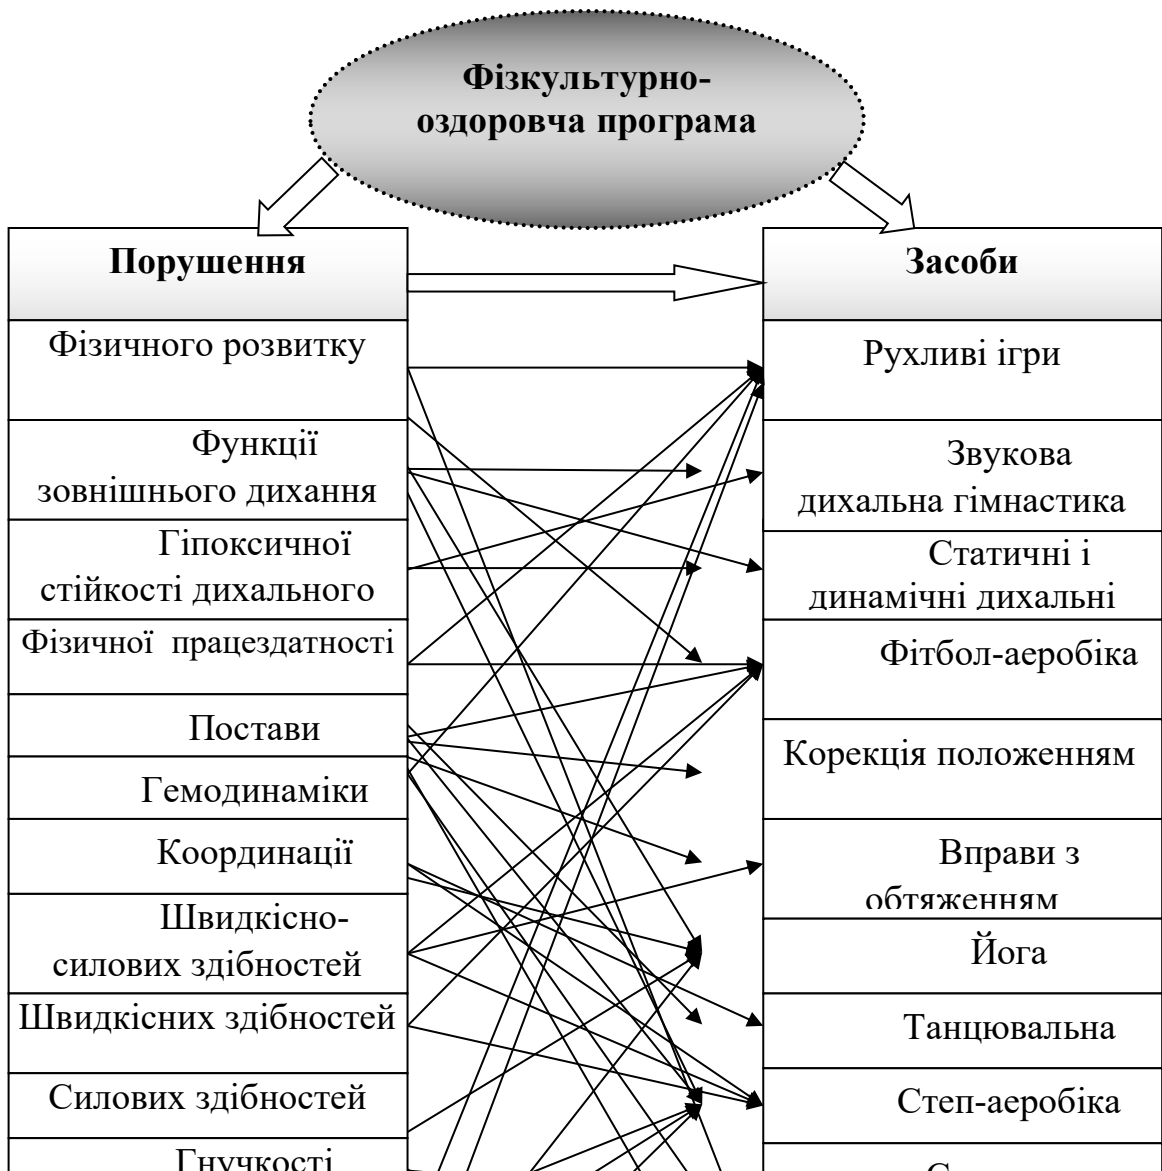 Фізкультурно-
оздоровча програма
Порушення
Засоби
Фізичного розвитку
Рухливі ігри
Функції
зовнішнього дихання
Звукова
дихальна гімнастика
Гіпоксичної
стійкості дихального
Статичні і
динамічні дихальні
Фізичної працездатності
Фітбол-аеробіка
Постави
Корекція положенням
Гемодинаміки
Координації
Вправи з
обтяженням
Швидкісно-
силових здібностей
Йога
Швидкісних здібностей
Танцювальна
Силових здібностей
Степ-аеробіка
Гнучкості